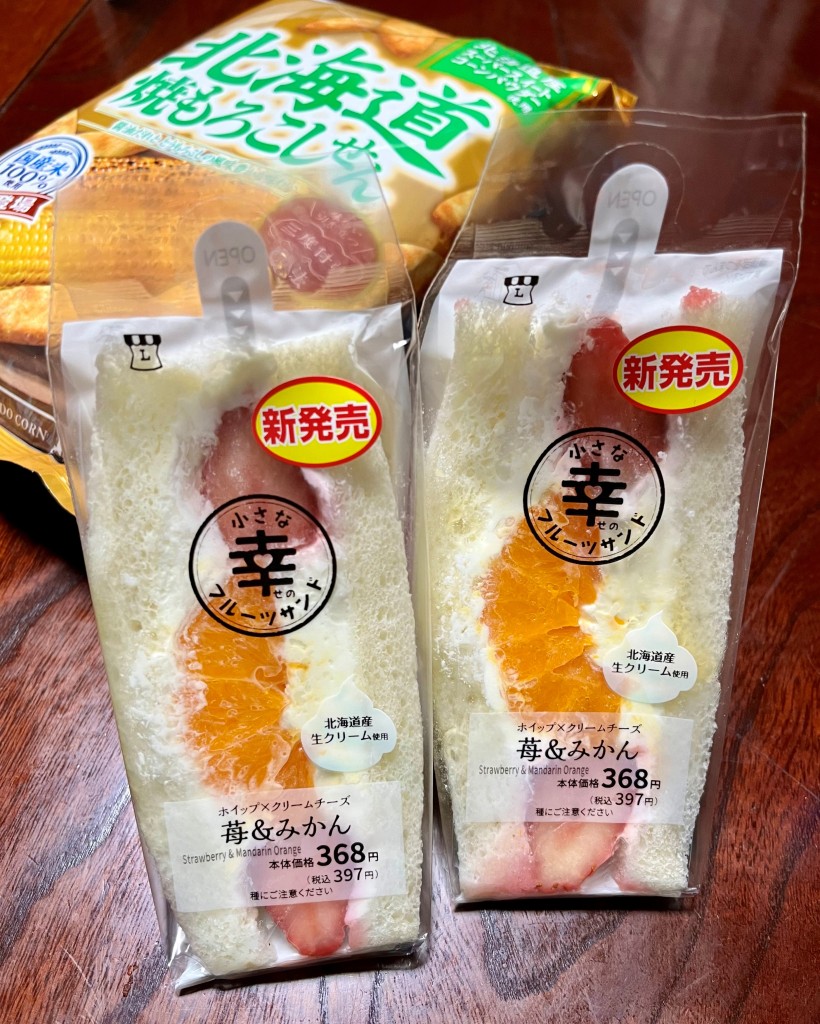 北海道
焼もろこしせん
国産米
100%
使用
登場
DO CORN
OPEN
L
新発売
小さな
幸
せの
フルーツサンド
北海道産
生クリーム使用
ホイップ×クリームチーズ
苺&みかん
Strawberry & Mandarin Orange
本体価格368円
(税込397円)
種にご注意ください
OPEN
L
新発売
小さな
幸
せの
フルーツサンド
北海道産
生クリーム使用
ホイップ×クリームチーズ
苺&みかん
Strawberry & Mandarin Orange
本体価格368円
(税込397円)
種にご注意ください